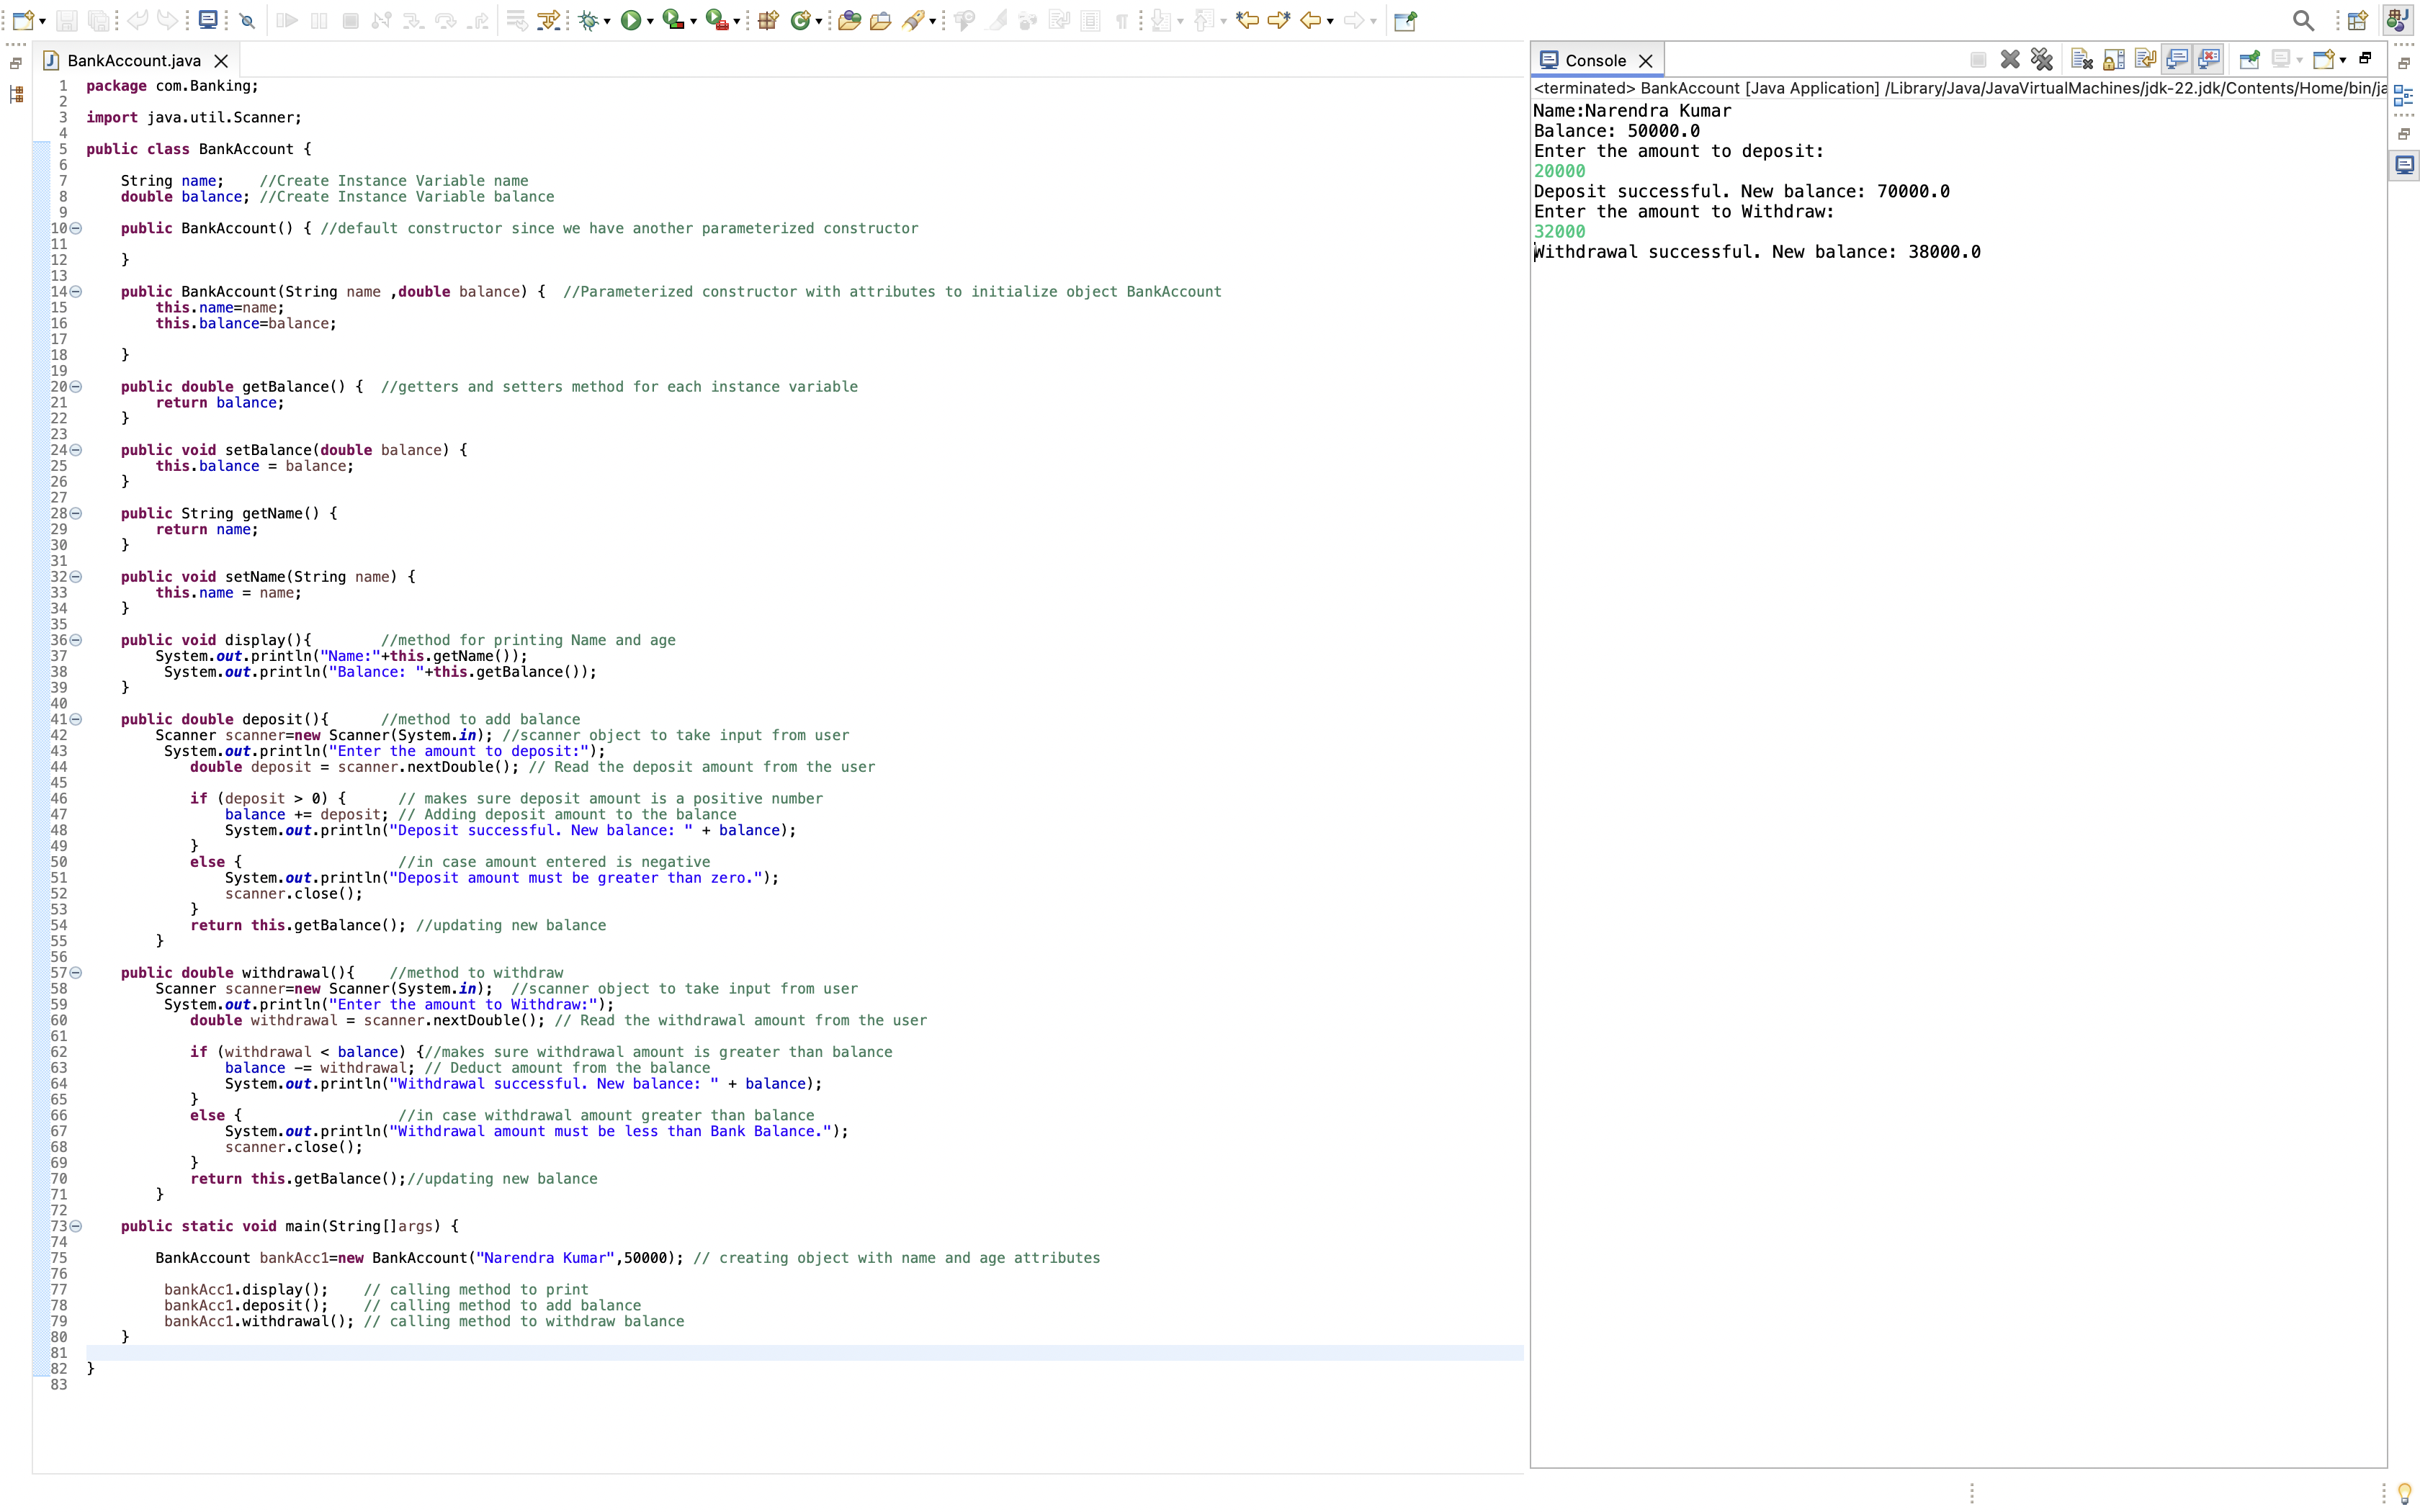 BankAccount.java
1 package com.Banking;
2
3 import java.util.Scanner;
4
5 public class BankAccount {
6
7 String name; //Create Instance Variable name
8 double balance; //Create Instance Variable balance
9
10 public BankAccount() { //default constructor since we have another parameterized constructor
11
12 }
13
14 public BankAccount(String name ,double balance) { //Parameterized constructor with attributes to initialize object BankAccount
15 this.name=name;
16 this.balance=balance;
17
18 }
19
20 public double getBalance() { //getters and setters method for each instance variable
21 return balance;
22 }
23
24 public void setBalance(double balance) {
25 this.balance = balance;
26 }
27
28 public String getName() {
29 return name;
30 }
31
32 public void setName(String name) {
33 this.name = name;
34 }
35
36 public void display(){ //method for printing Name and age
37 System.out.println("Name:"+this.getName());
38 System.out.println("Balance: "+this.getBalance());
39 }
40
41 public double deposit(){ //method to add balance
42 Scanner scanner=new Scanner(System.in); //scanner object to take input from user
43 System.out.println("Enter the amount to deposit:");
44 double deposit = scanner.nextDouble(); // Read the deposit amount from the user
45
46 if (deposit > 0) { // makes sure deposit amount is a positive number
47 balance += deposit; // Adding deposit amount to the balance
48 System.out.println("Deposit successful. New balance: " + balance);
49 }
50 else { //in case amount entered is negative
51 System.out.println("Deposit amount must be greater than zero.");
52 scanner.close();
53 }
54 return this.getBalance(); //updating new balance
55 }
56
57 public double withdrawal(){ //method to withdraw
58 Scanner scanner=new Scanner(System.in); //scanner object to take input from user
59 System.out.println("Enter the amount to Withdraw:");
60 double withdrawal = scanner.nextDouble(); // Read the withdrawal amount from the user
61
62 if (withdrawal < balance) {//makes sure withdrawal amount is greater than balance
63 balance -= withdrawal; // Deduct amount from the balance
64 System.out.println("Withdrawal successful. New balance: " + balance);
65 }
66 else { //in case withdrawal amount greater than balance
67 System.out.println("Withdrawal amount must be less than Bank Balance.");
68 scanner.close();
69 }
70 return this.getBalance();//updating new balance
71 }
72
73 public static void main(String[]args) {
74
75 BankAccount bankAcc1=new BankAccount("Narendra Kumar",50000); // creating object with name and age attributes
76
77 bankAcc1.display(); // calling method to print
78 bankAcc1.deposit(); // calling method to add balance
79 bankAcc1.withdrawal(); // calling method to withdraw balance
80 }
81
82 }
83
Console
<terminated> BankAccount [Java Application] /Library/Java/JavaVirtualMachines/jdk-22.jdk/Contents/Home/bin/ja
Name:Narendra Kumar
Balance: 50000.0
Enter the amount to deposit:
20000
Deposit successful. New balance: 70000.0
Enter the amount to Withdraw:
32000
Withdrawal successful. New balance: 38000.0